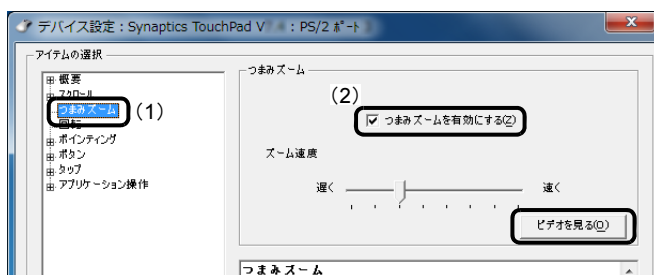 デバイス設定：Synaptics TouchPad V : PS/2 ﾎﾟｰﾄ
アイテムの選択
概要
スクロール
つまみズーム
(1)
回転
ポインティング
ボタン
タップ
アプリケーション操作
つまみズーム
(2)
つまみズームを有効にする(Z)
ズーム速度
遅く
速く
ビデオを見る(O)
つまみズーム